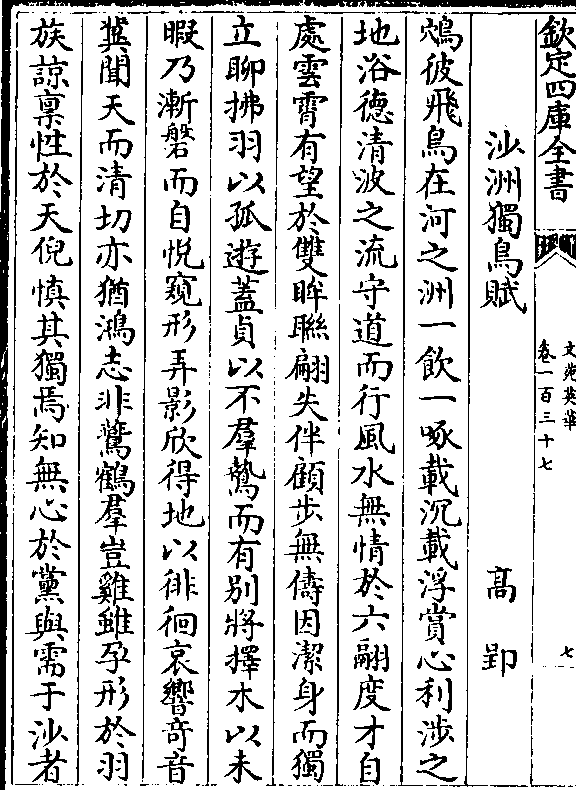 欽定四庫全書
文苑英華
卷一百三十七
七
沙洲獨鳥賦
高郢
鴪彼飛鳥在河之洲一飲一啄載沉載浮賞心利涉之
地浴德清波之流守道而行風水無情於六翮度才自
處雲霄有望於雙眸聯翩失伴顧步無儔因潔身而獨
立聊拂羽以孤遊蓋貞以不羣鷙而有别將擇木以未
暇乃漸磐而自悦窺形弄影欣得地以徘徊哀響奇音
冀聞天而清切亦猶鴻志非鷖鶴羣豈雞雖孕形於羽
族諒禀性於天倪慎其獨焉知無心於黨與需于沙者